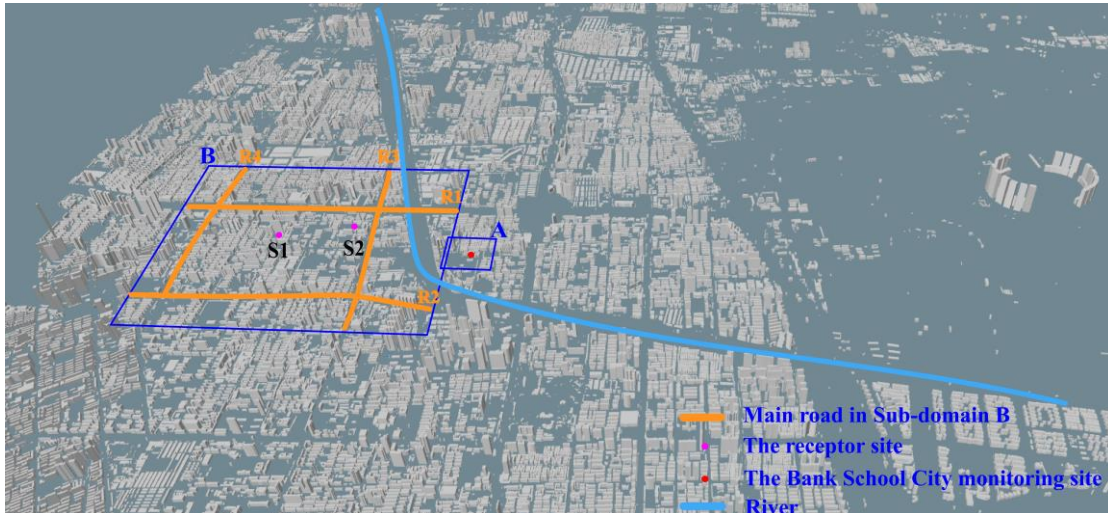 B
R4
R3
R1
A
S1
S2
R2
Main road in Sub-domain B
The receptor site
The Bank School City monitoring site
River